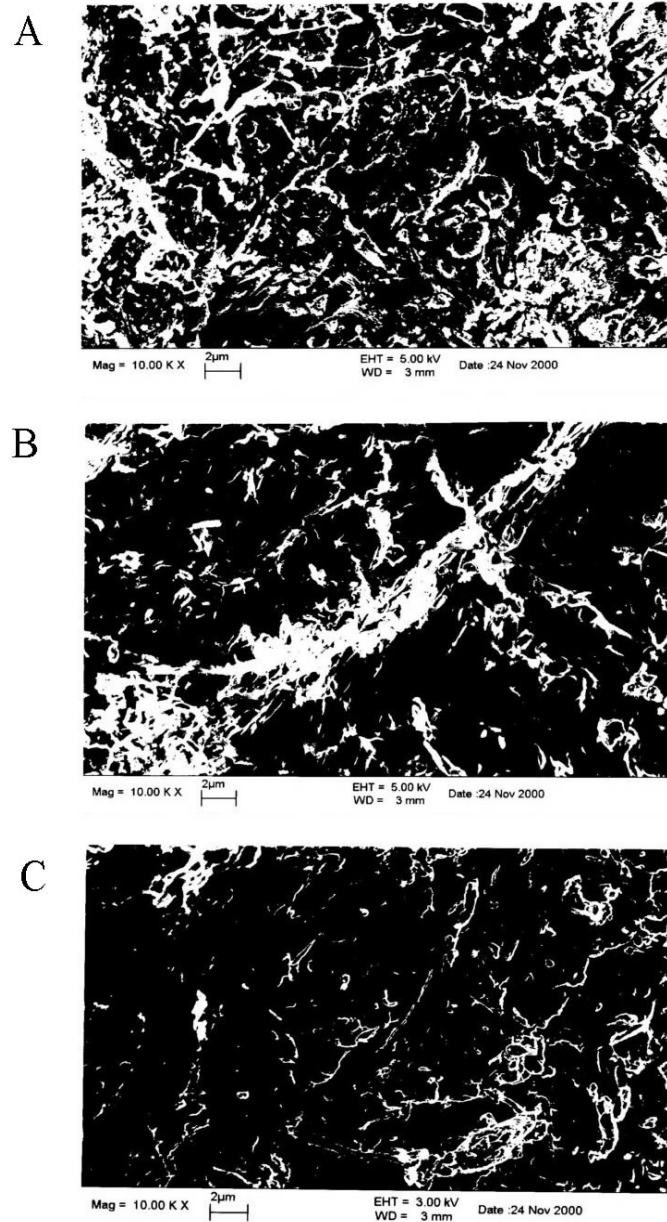 A
Mag = 10.00 K X 2µm EHT = 5.00 kV Date :24 Nov 2000
WD = 3 mm
B
Mag = 10.00 K X 2µm EHT = 5.00 kV Date :24 Nov 2000
WD = 3 mm
C
Mag = 10.00 K X 2µm EHT = 3.00 kV Date :24 Nov 2000
WD = 3 mm